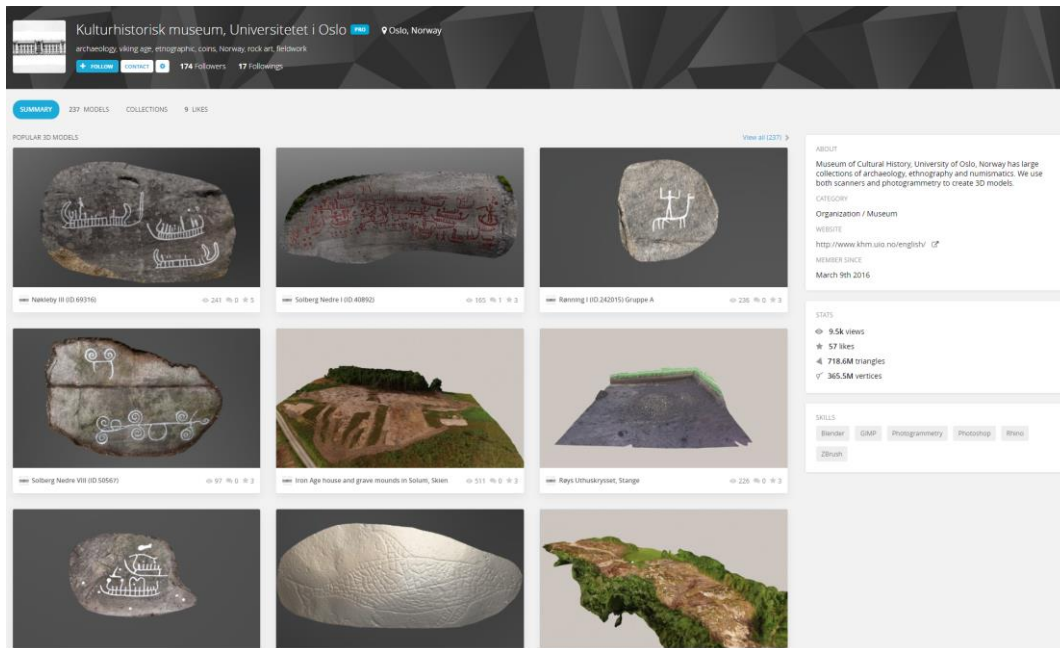 Kulturhistorisk museum, Universitetet i Oslo PRO Oslo, Norway
archaeology, viking age, etnographic, coins, Norway, rock art, fieldwork
+ FOLLOW CONTACT 174 Followers 17 Followings
SUMMARY 237 MODELS COLLECTIONS 9 LIKES
POPULAR 3D MODELS View all (237)
Nøkleby III (ID.69316) 241 0 5
Solberg Nedre I (ID.40892) 165 1 3
Rønning I (ID.242015) Gruppe A 236 0 3
Solberg Nedre VIII (ID.50567) 97 0 3
Iron Age house and grave mounds in Solum, Skien 511 0 3
Røys Uthuskrysset, Stange 226 0 3
ABOUT
Museum of Cultural History, University of Oslo, Norway has large
collections of archaeology, ethnography and numismatics. We use
both scanners and photogrammetry to create 3D models.
CATEGORY
Organization / Museum
WEBSITE
http://www.khm.uio.no/english/
MEMBER SINCE
March 9th 2016
STATS
9.5k views
57 likes
718.6M triangles
365.5M vertices
SKILLS
Blender GIMP Photogrammetry Photoshop Rhino
ZBrush